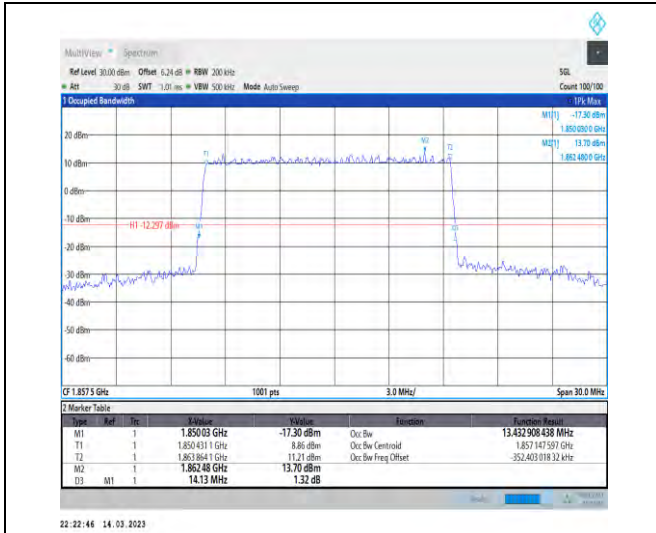 MultiView Spectrum
Ref Level 30.00 dBm Offset 6.24 dB RBW 200 kHz SGL
Att 30 dB SWT 1.01 ms VBW 500 kHz Mode Auto Sweep Count 100/100
1 Occupied Bandwidth 1Pk Max
M1[1] -17.30 dBm
1.850 030 0 GHz
20 dBm M2[1] 13.70 dBm
M2 T2 1.862 480 0 GHz
T1
10 dBm
0 dBm
-10 dBm
H1 -12.297 dBm M1 D3
-20 dBm
-30 dBm
-40 dBm
-50 dBm
-60 dBm
CF 1.857 5 GHz 1001 pts 3.0 MHz/ Span 30.0 MHz
2 Marker Table
Type Ref Trc X-Value Y-Value Function Function Result
M1 1 1.850 03 GHz -17.30 dBm Occ Bw 13.432 908 438 MHz
T1 1 1.850 431 1 GHz 8.86 dBm Occ Bw Centroid 1.857 147 597 GHz
T2 1 1.863 864 1 GHz 11.21 dBm Occ Bw Freq Offset -352.403 018 32 kHz
M2 1 1.862 48 GHz 13.70 dBm
D3 M1 1 14.13 MHz 1.32 dB
22:22:46 14.03.2023